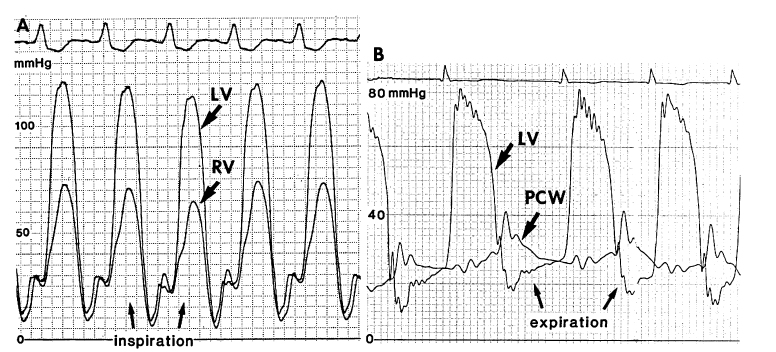 A
mmHg
LV
100
RV
50
0
inspiration
B
80 mmHg
LV
PCW
40
expiration
0